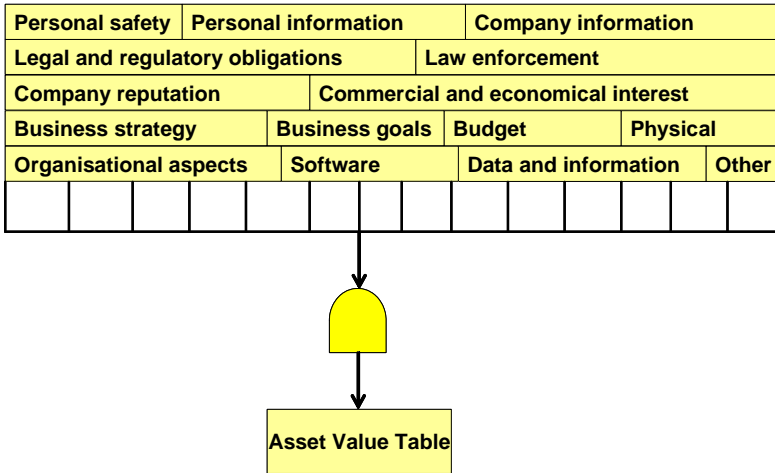 Personal safety Personal information Company information
Legal and regulatory obligations Law enforcement
Company reputation Commercial and economical interest
Business strategy Business goals Budget Physical
Organisational aspects Software Data and information Other
Asset Value Table